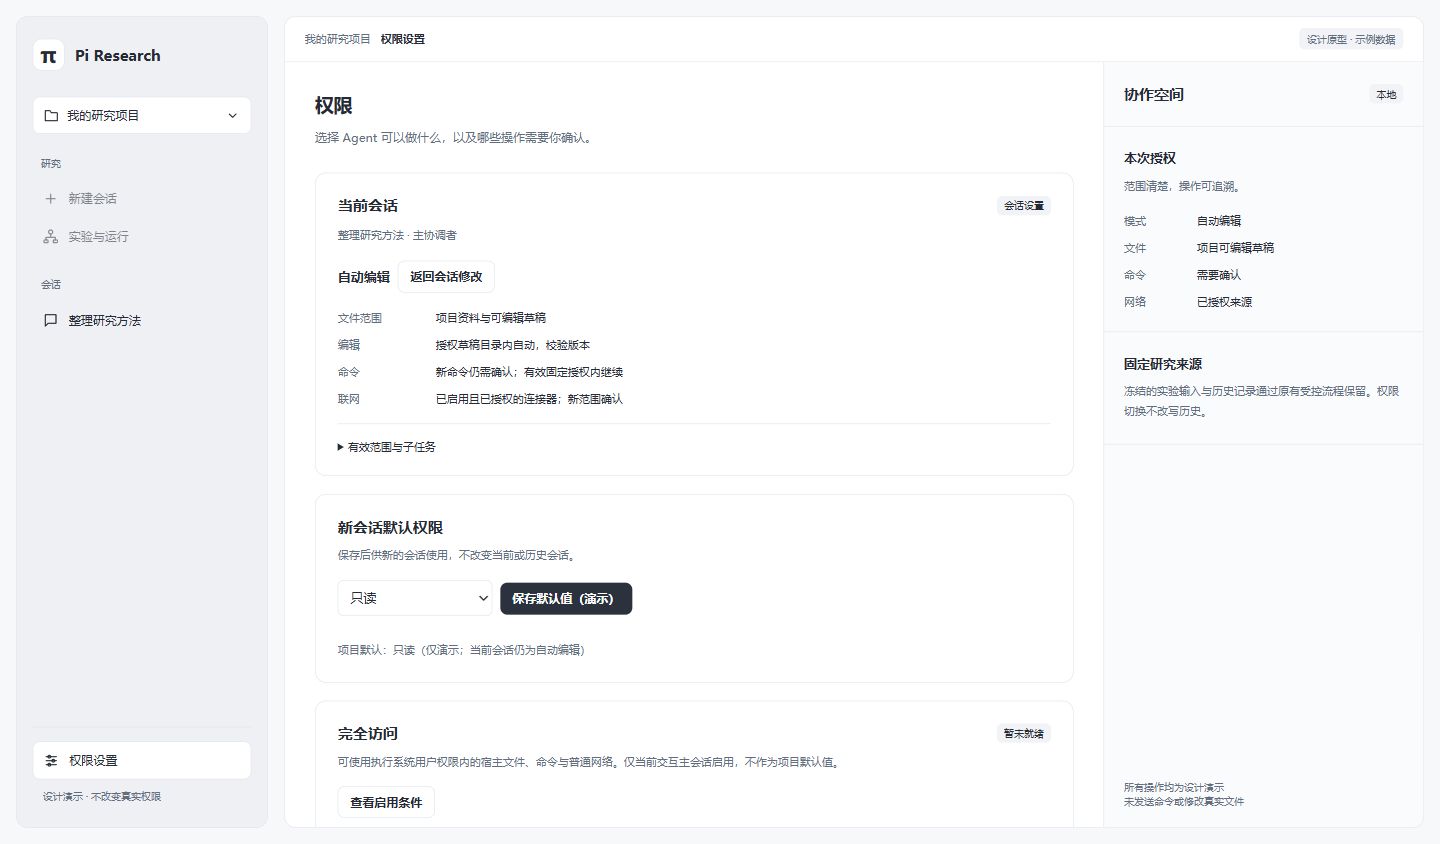 π Pi Research
我的研究项目
研究
新建会话
实验与运行
会话
整理研究方法
权限设置
设计演示 · 不改变真实权限
我的研究项目 权限设置
设计原型 · 示例数据
权限
选择 Agent 可以做什么，以及哪些操作需要你确认。
当前会话
会话设置
整理研究方法 · 主协调者
自动编辑 返回会话修改
文件范围 项目资料与可编辑草稿
编辑 授权草稿目录内自动，校验版本
命令 新命令仍需确认；有效固定授权内继续
联网 已启用且已授权的连接器；新范围确认
有效范围与子任务
新会话默认权限
保存后供新的会话使用，不改变当前或历史会话。
只读 保存默认值（演示）
项目默认：只读（仅演示；当前会话仍为自动编辑）
完全访问
暂未就绪
可使用执行系统用户权限内的宿主文件、命令与普通网络。仅当前交互主会话启用，不作为项目默认值。
查看启用条件
协作空间
本地
本次授权
范围清楚，操作可追溯。
模式 自动编辑
文件 项目可编辑草稿
命令 需要确认
网络 已授权来源
固定研究来源
冻结的实验输入与历史记录通过原有受控流程保留。权限
切换不改写历史。
所有操作均为设计演示
未发送命令或修改真实文件